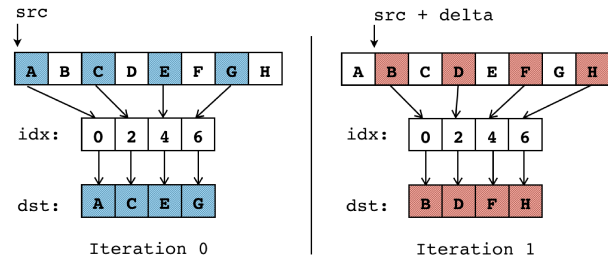 src
A B C D E F G H
idx: 0 2 4 6
dst: A C E G
Iteration 0
src + delta
A B C D E F G H
idx: 0 2 4 6
dst: B D F H
Iteration 1